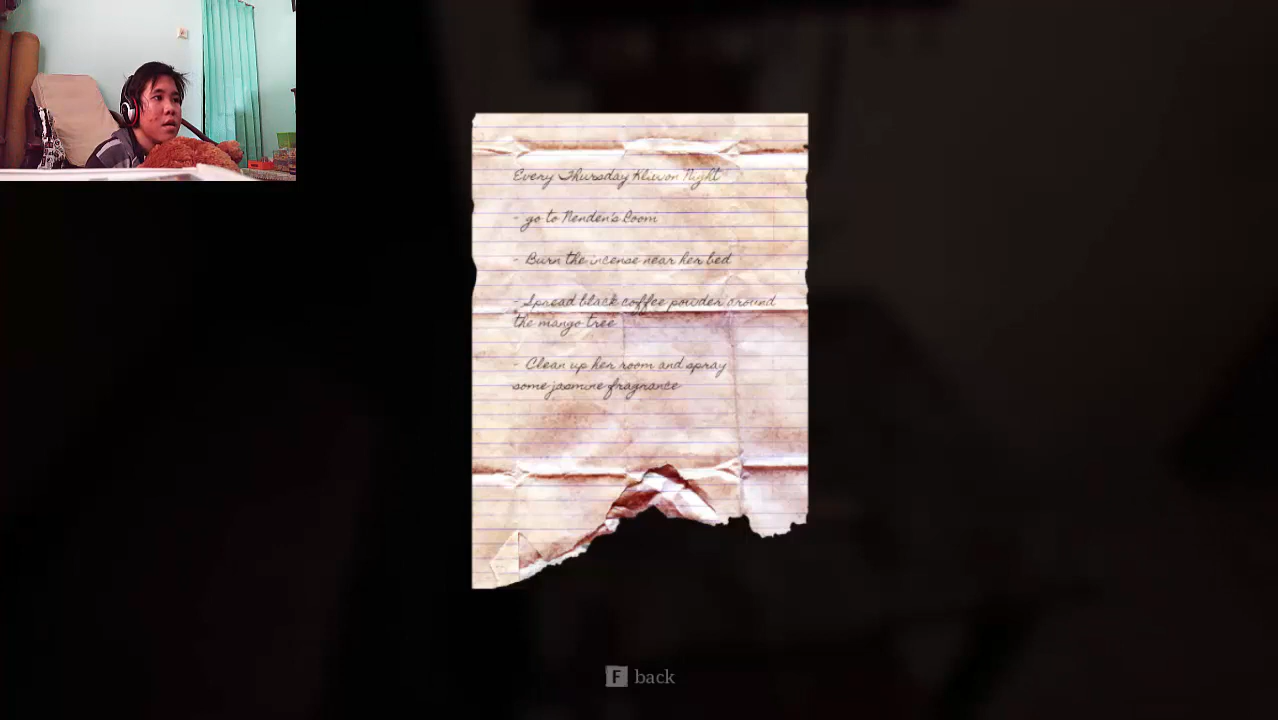 Every Thursday Kliwon Night
- go to Nenden's Room
- Burn the incense near her bed
- Spread black coffee powder around
the mango tree
- Clean up her room and spray
some jasmine fragrance
F back